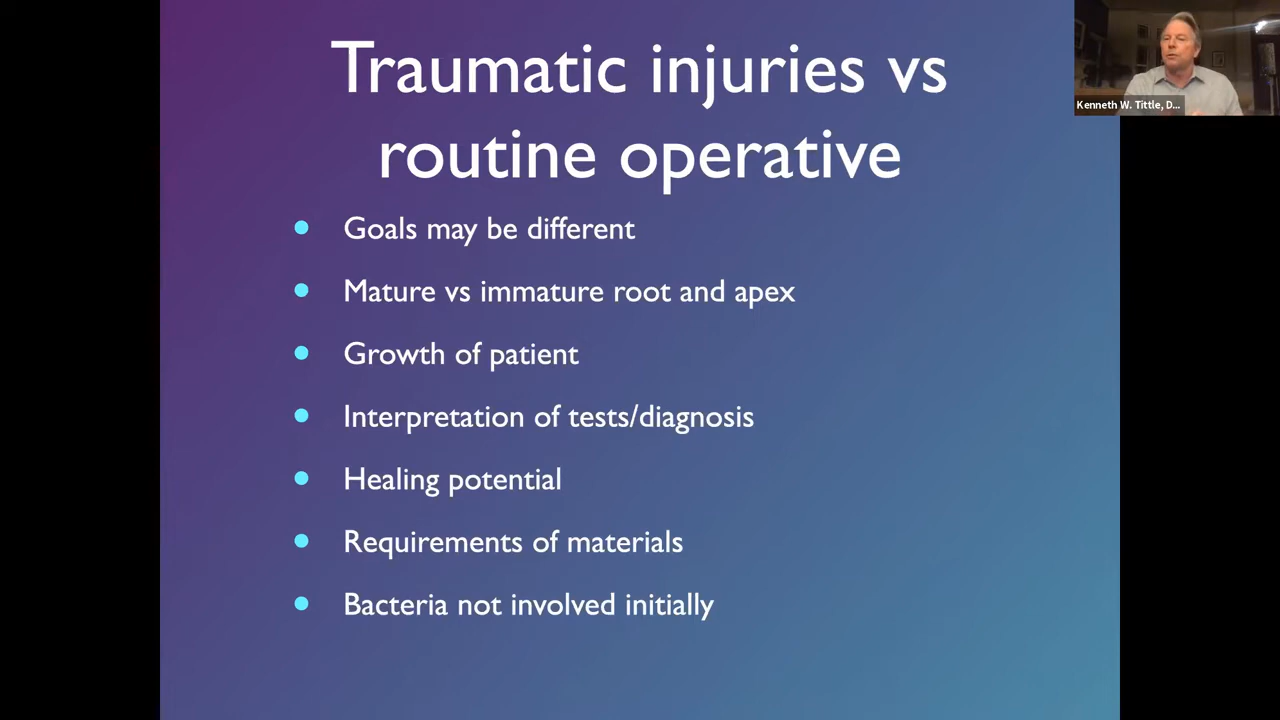 Traumatic injuries vs
routine operative
Kenneth W. Tittle, D...
Goals may be different
Mature vs immature root and apex
Growth of patient
Interpretation of tests/diagnosis
Healing potential
Requirements of materials
Bacteria not involved initially